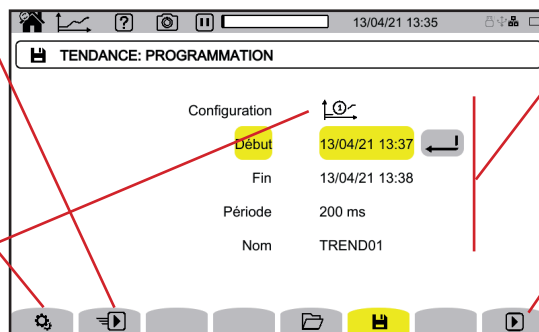 13/04/21 13:35
TENDANCE: PROGRAMMATION
Configuration 1
Début 13/04/21 13:37
Fin 13/04/21 13:38
Période 200 ms
Nom TREND01